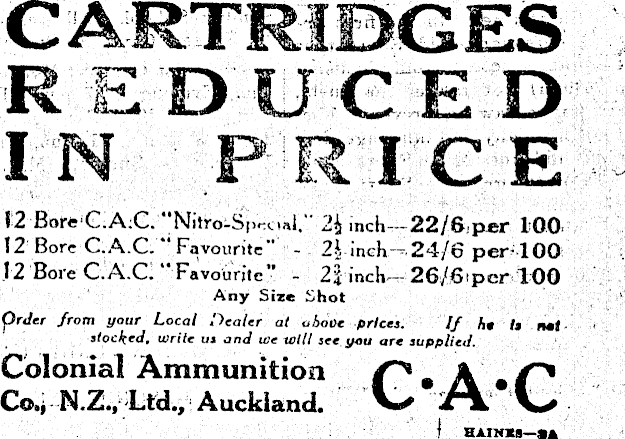 CARTRIDGES
REDUCED
IN PRICE
12 Bore C.A.C. "Nitro-Special," 2½ inch—22/6 per 100
12 Bore C.A.C. "Favourite" - 2½ inch—24/6 per 100
12 Bore C.A.C. "Favourite" - 2¾ inch—26/6 per 100
Any Size Shot
Order from your Local Dealer at above prices. If he is not
stocked, write us and we will see you are supplied.
Colonial Ammunition
Co., N.Z., Ltd., Auckland.
C·A·C
HAINES—2A